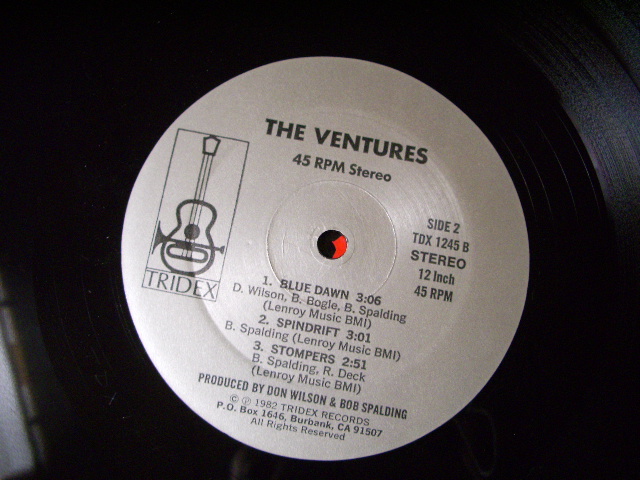 THE VENTURES
45 RPM Stereo
TRIDEX
SIDE 2
TDX 1245 B
STEREO
12 Inch
45 RPM
1. BLUE DAWN 3:06
D. Wilson, B. Bogle, B. Spalding
(Lenroy Music BMI)
2. SPINDRIFT 3:01
B. Spalding (Lenroy Music BMI)
3. STOMPERS 2:51
B. Spalding, R. Deck
(Lenroy Music BMI)
PRODUCED BY DON WILSON & BOB SPALDING
© ℗ 1982 TRIDEX RECORDS
P.O. Box 1646, Burbank, CA 91507
All Rights Reserved